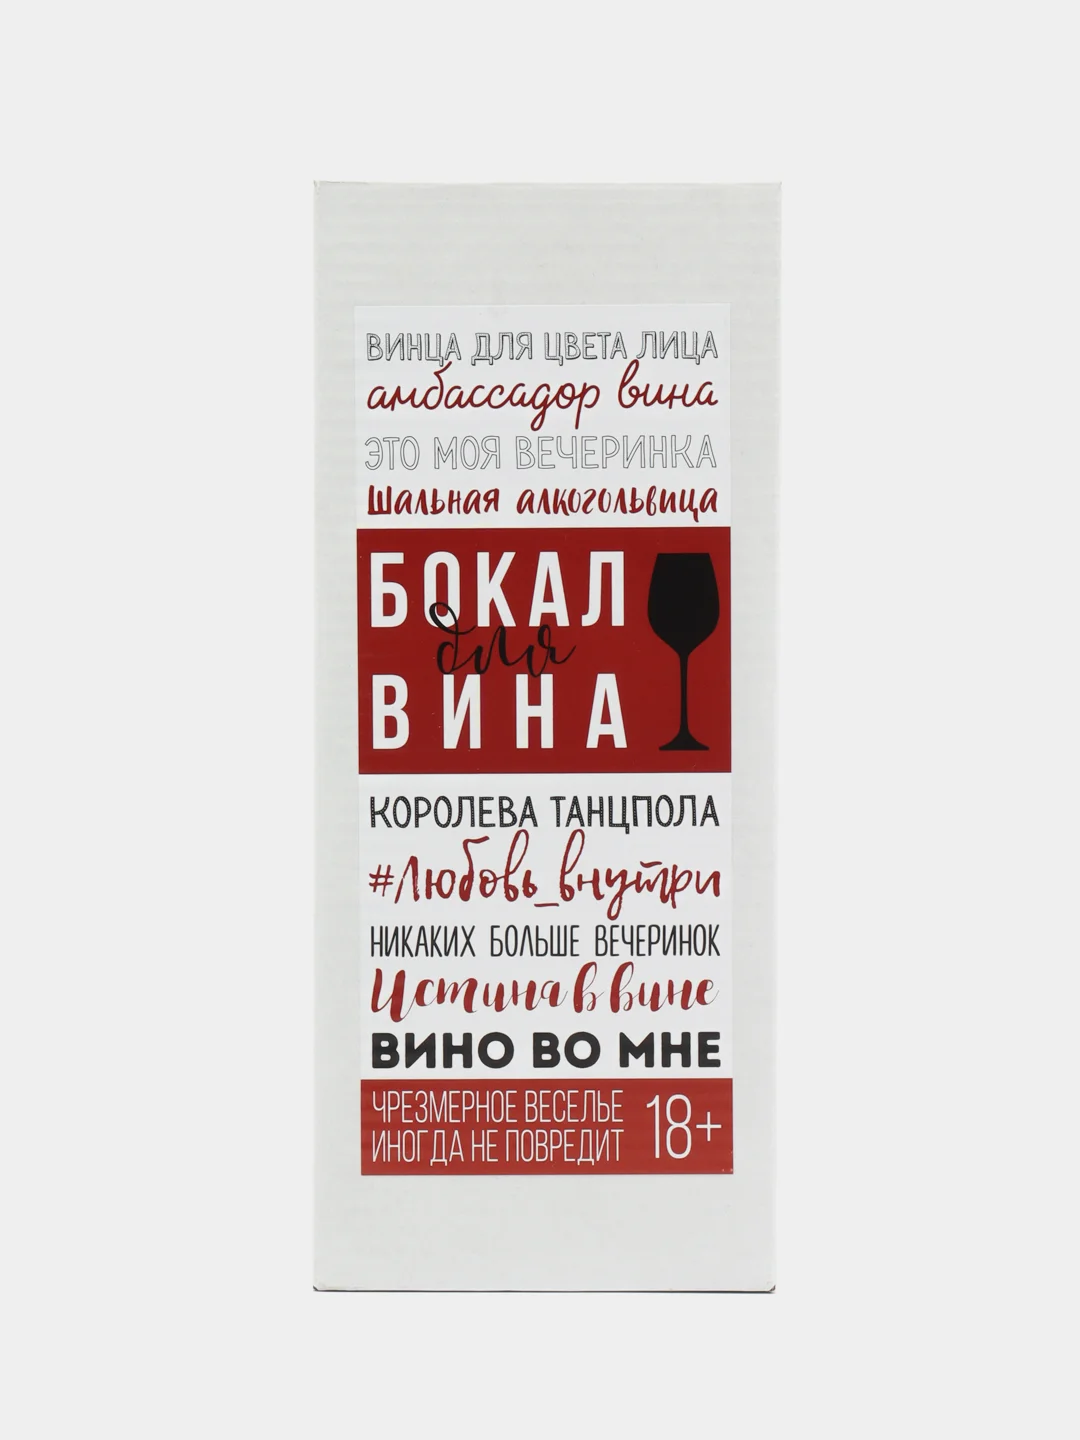 ВИНЦА ДЛЯ ЦВЕТА ЛИЦА
амбассадор вина
ЭТО МОЯ ВЕЧЕРИНКА
шальная алкогольвица
БОКАЛ
для
ВИНА
КОРОЛЕВА ТАНЦПОЛА
#Любовь_внутри
НИКАКИХ БОЛЬШЕ ВЕЧЕРИНОК
Истина в вине
ВИНО ВО МНЕ
ЧРЕЗМЕРНОЕ ВЕСЕЛЬЕ
ИНОГДА НЕ ПОВРЕДИТ
18+